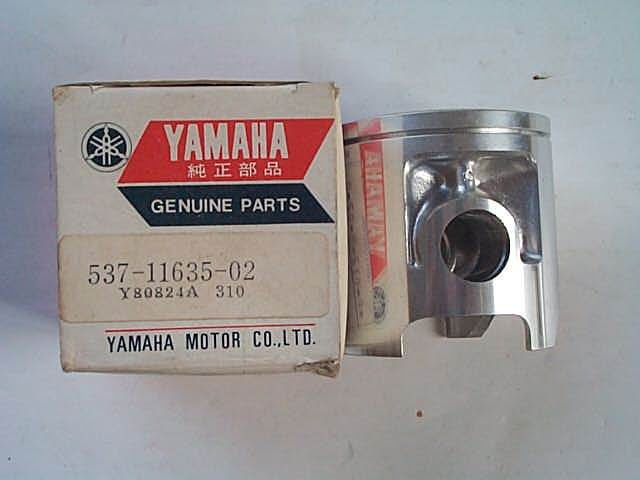 YAMAHA
純正部品
GENUINE PARTS
537-11635-02
Y80824A 310
YAMAHA MOTOR CO.,LTD.